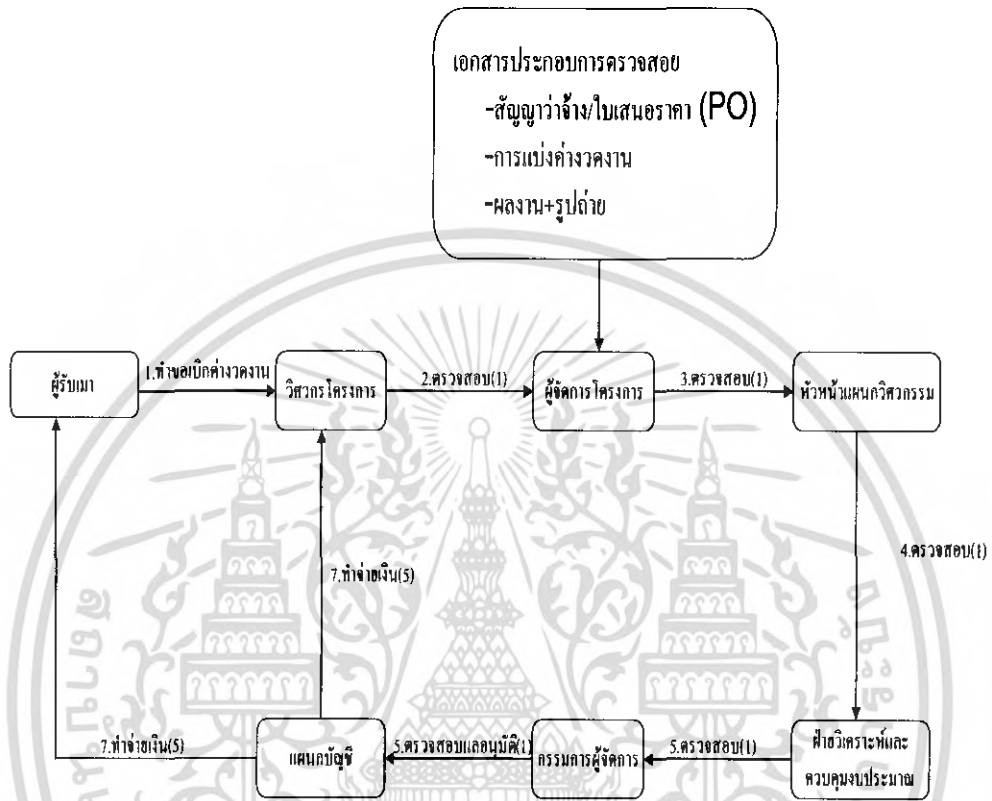 เอกสารประกอบการตรวจสอย
-สัญญาว่าจ้าง/ใบเสนอราคา (PO)
-การแบ่งค่างวดงาน
-ผลงาน+รูปถ่าย
ผู้รับเมา
1.ทำขอเบิกค่างวดงาน
วิศวกรโครงการ
2.ตรวจสอบ(1)
ผู้จัดการโครงการ
3.ตรวจสอบ(1)
หัวหน้าแผนกวิศวกรรม
4.ตรวจสอบ(1)
7.ทำจ่ายเงิน(5)
7.ทำจ่ายเงิน(5)
แผนกบัญชี
5.ตรวจสอบแลอนุมัติ(1)
กรรมการผู้จัดการ
5.ตรวจสอบ(1)
ฝ่ายวิเคราะห์และ
ควบคุมงบประมาณ